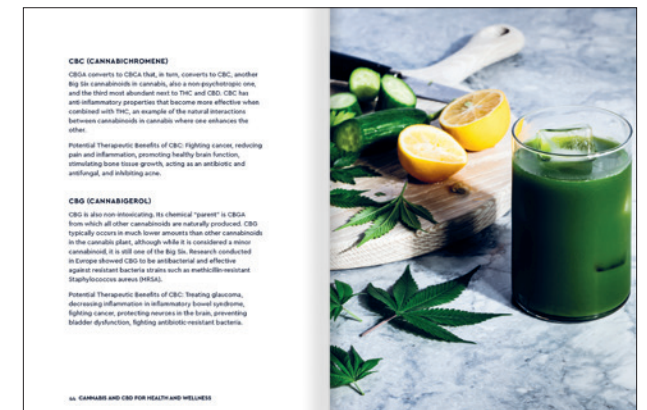 CBC (CANNABICHROMENE)
CBGA converts to CBCA that, in turn, converts to CBC, another
Big Six cannabinoids in cannabis, also a non-psychotropic one,
and the third most abundant next to THC and CBD. CBC has
anti-inflammatory properties that become more effective when
combined with THC, an example of the natural interactions
between cannabinoids in cannabis where one enhances the
other.
Potential Therapeutic Benefits of CBC: Fighting cancer, reducing
pain and inflammation, promoting healthy brain function,
stimulating bone tissue growth, acting as an antibiotic and
antifungal, and inhibiting acne.
CBG (CANNABIGEROL)
CBG is also non-intoxicating. Its chemical "parent" is CBGA
from which all other cannabinoids are naturally produced. CBG
typically occurs in much lower amounts than other cannabinoids
in the cannabis plant, although while it is considered a minor
cannabinoid, it is still one of the Big Six. Research conducted
in Europe showed CBG to be antibacterial and effective
against resistant bacteria strains such as methicillin-resistant
Staphylococcus aureus (MRSA).
Potential Therapeutic Benefits of CBC: Treating glaucoma,
decreasing inflammation in inflammatory bowel syndrome,
fighting cancer, protecting neurons in the brain, preventing
bladder dysfunction, fighting antibiotic-resistant bacteria.
CANNABIS AND CBD FOR HEALTH AND WELLNESS